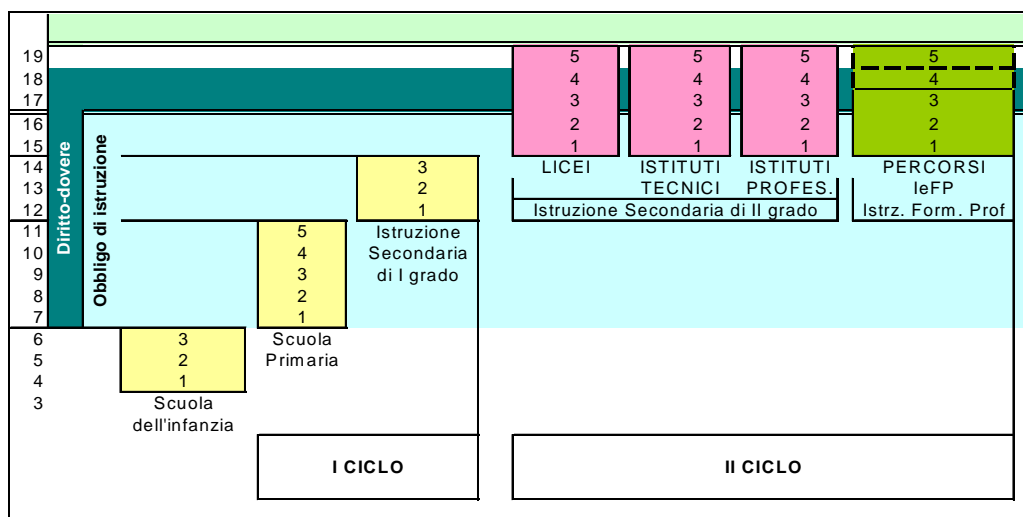 19 5 5 5 5
18 4 4 4 4
17 3 3 3 3
16 2 2 2 2
15 1 1 1 1
14 3 LICEI ISTITUTI ISTITUTI PERCORSI
13 2 TECNICI PROFES. IeFP
12 1 Istruzione Secondaria di II grado Istrz. Form. Prof
Diritto-dovere
Obbligo di istruzione
11 5 Istruzione
10 4 Secondaria
9 3 di I grado
8 2
7 1
6 3 Scuola
5 2 Primaria
4 1
3 Scuola
dell'infanzia
I CICLO II CICLO